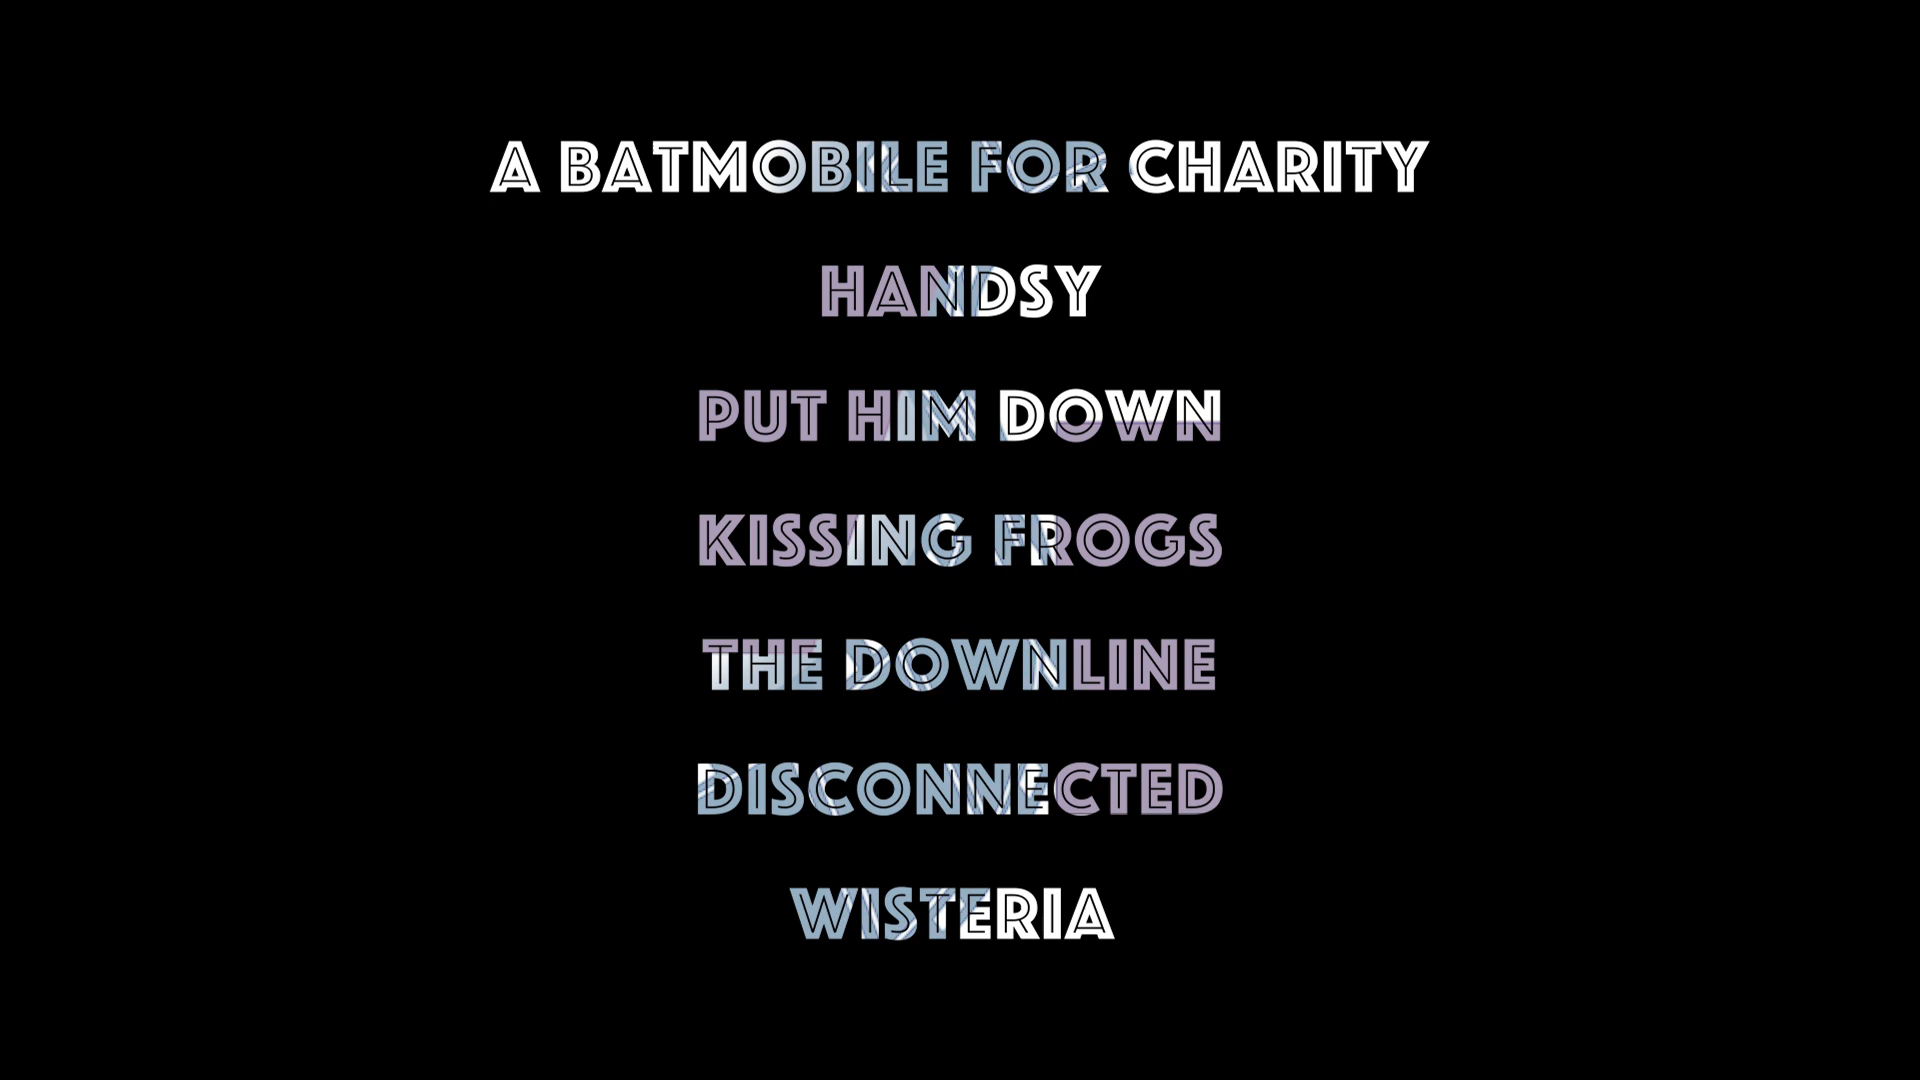 A BATMOBILE FOR CHARITY
HANDSY
PUT HIM DOWN
KISSING FROGS
THE DOWNLINE
DISCONNECTED
WISTERIA